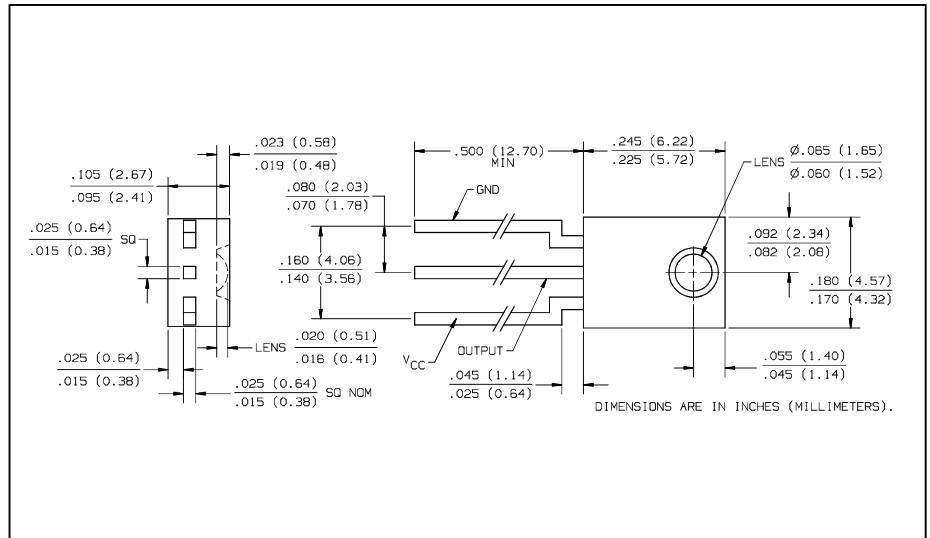 .023 (0.58)
.019 (0.48)
.105 (2.67)
.095 (2.41)
.025 (0.64)
.015 (0.38)
SQ
.025 (0.64)
.015 (0.38)
.025 (0.64)
.015 (0.38)
SQ NOM
LENS
.020 (0.51)
.016 (0.41)
.500 (12.70)
MIN
.080 (2.03)
.070 (1.78)
GND
.160 (4.06)
.140 (3.56)
VCC
OUTPUT
.045 (1.14)
.025 (0.64)
.245 (6.22)
.225 (5.72)
LENS
Ø.065 (1.65)
Ø.060 (1.52)
.092 (2.34)
.082 (2.08)
.180 (4.57)
.170 (4.32)
.055 (1.40)
.045 (1.14)
DIMENSIONS ARE IN INCHES (MILLIMETERS).